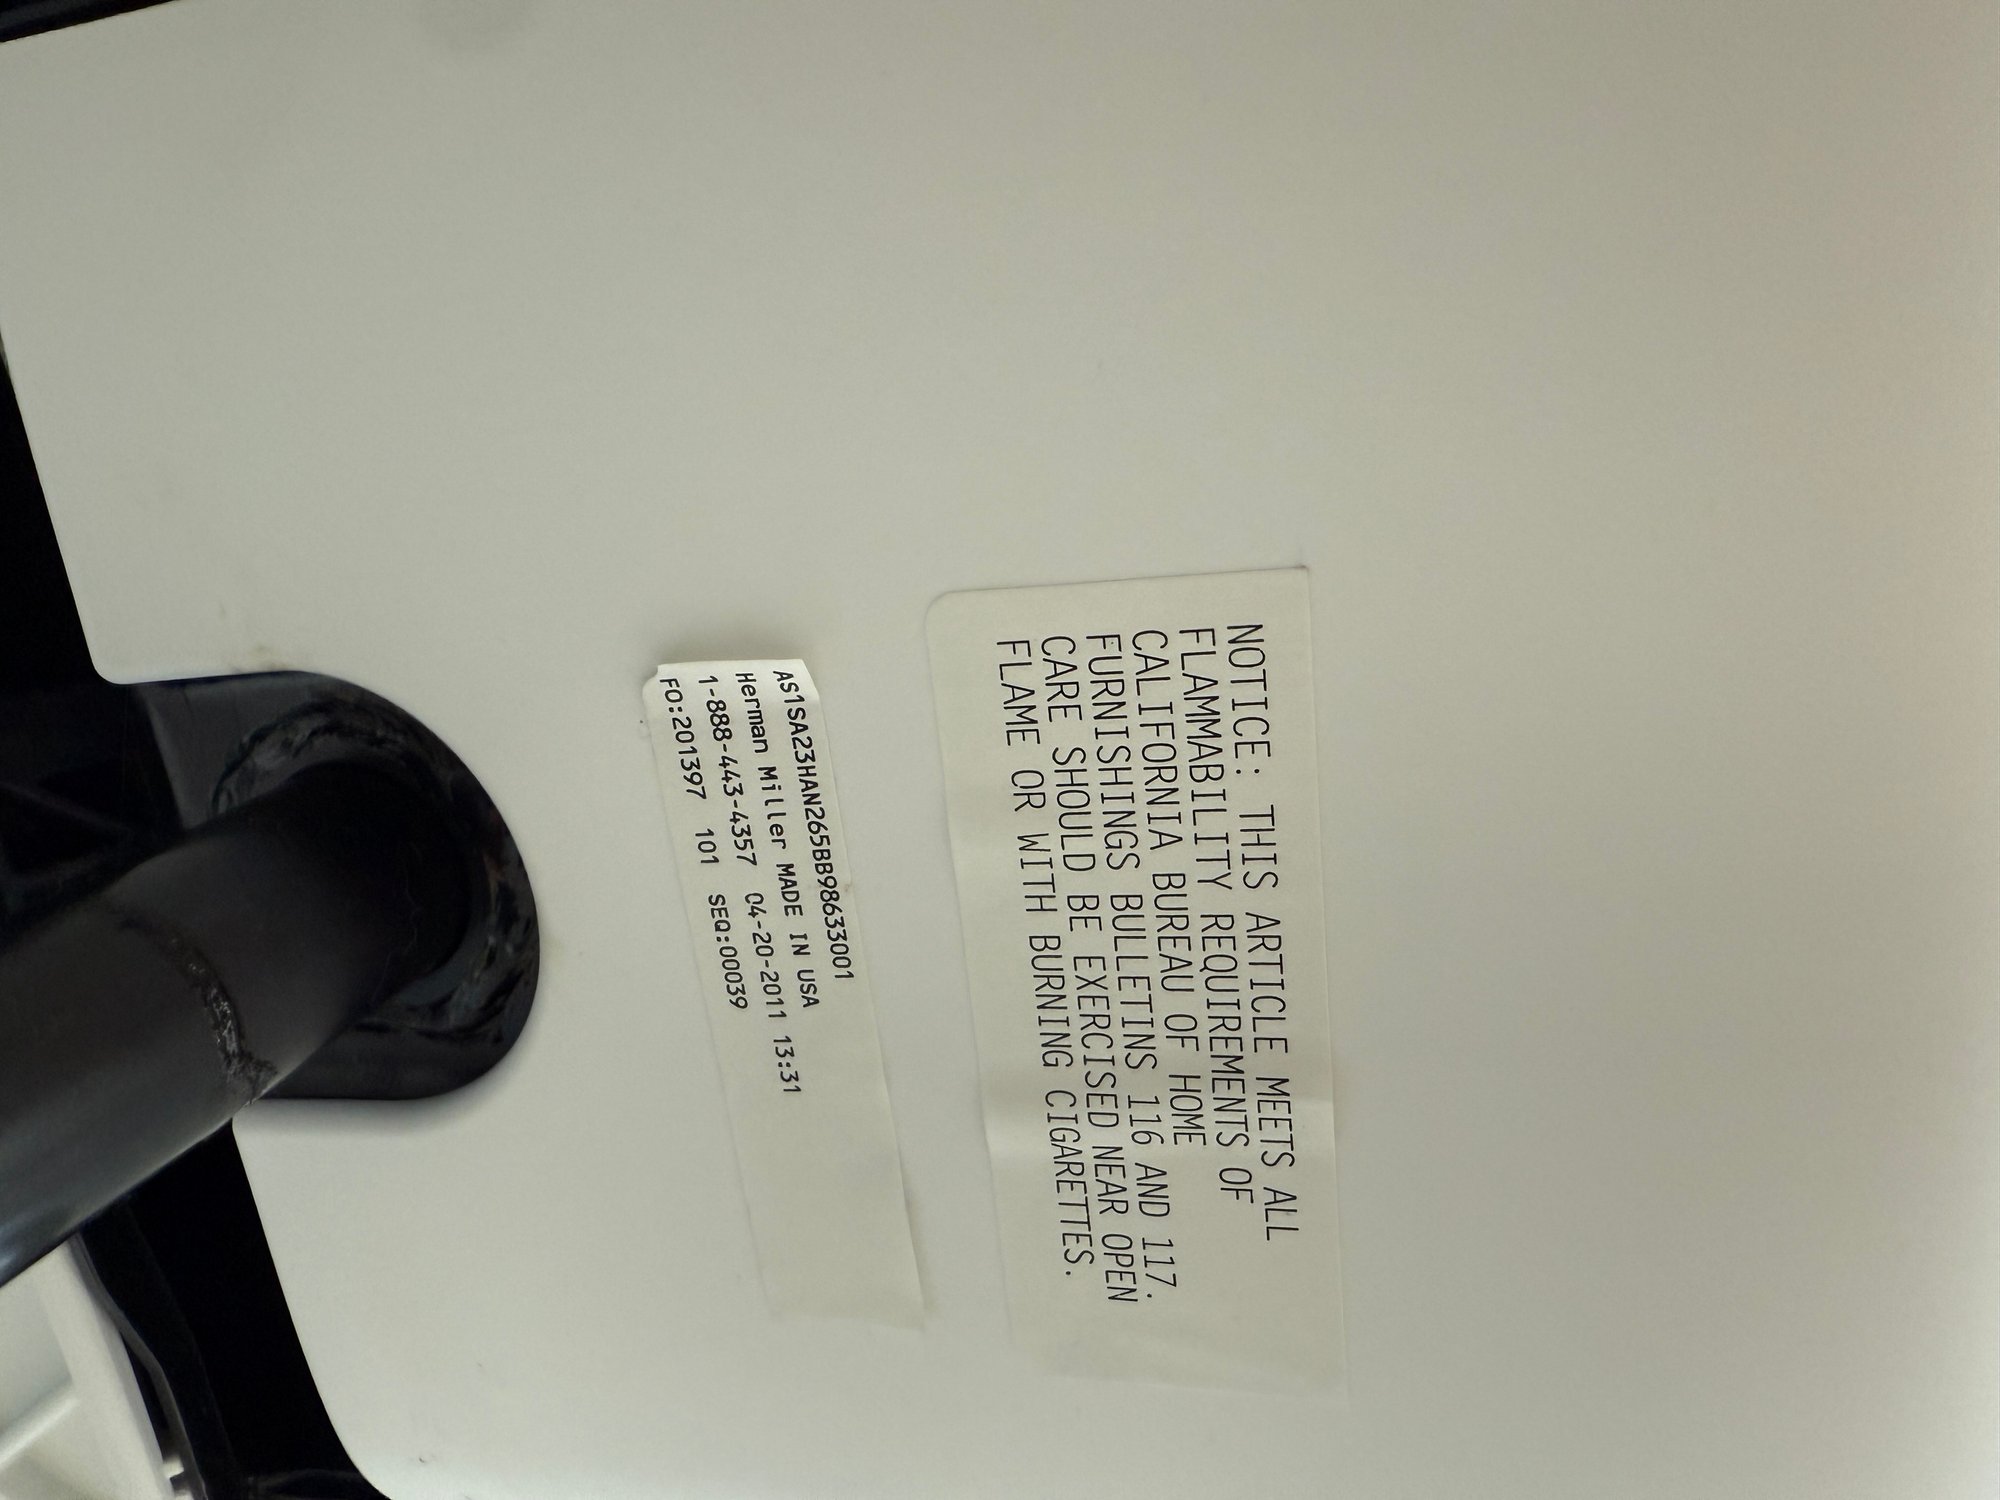 NOTICE: THIS ARTICLE MEETS ALL
FLAMMABILITY REQUIREMENTS OF
CALIFORNIA BUREAU OF HOME
FURNISHINGS BULLETINS 116 AND 117.
CARE SHOULD BE EXERCISED NEAR OPEN
FLAME OR WITH BURNING CIGARETTES.
AS1SA23HAN265BB98633001
Herman Miller MADE IN USA
1-888-443-4357 04-20-2011 13:31
FO:201397 101 SEQ:00039